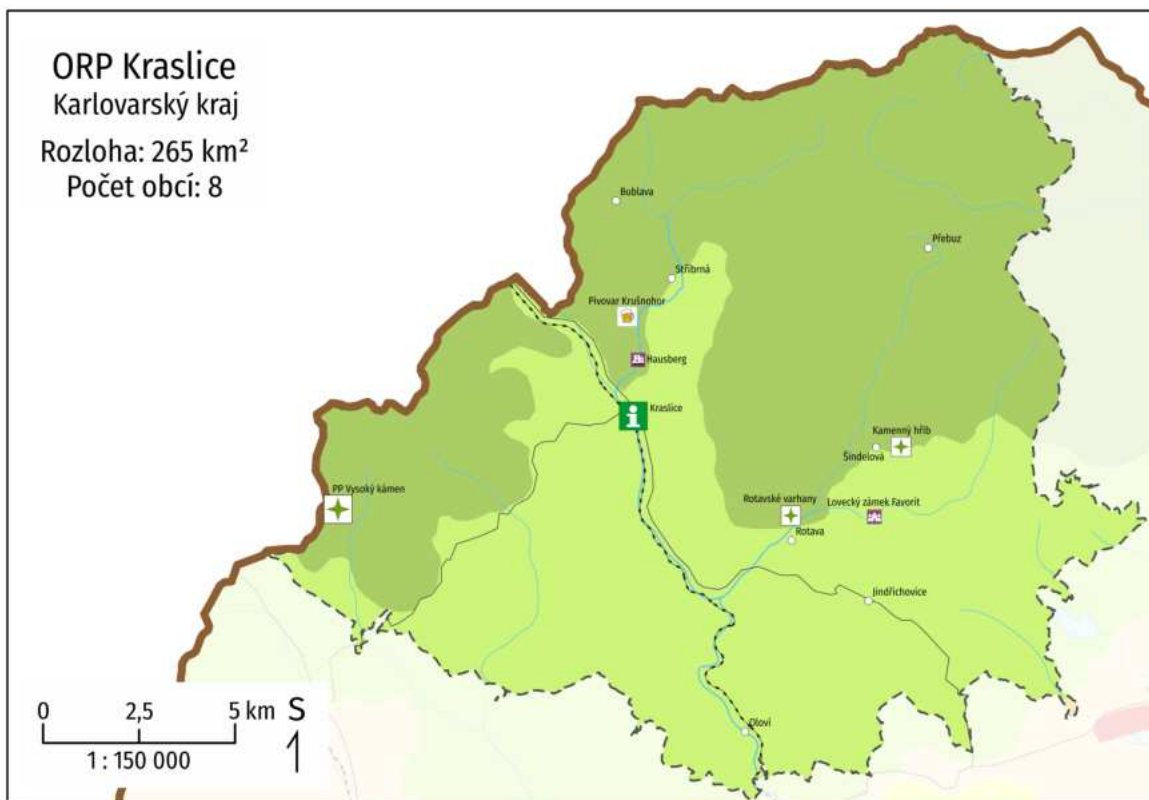 ORP Kraslice
Karlovarský kraj
Rozloha: 265 km²
Počet obcí: 8
Bublava
Přebuz
Stříbrná
Pivovar Krušnohor
Hausberg
Kraslice
Kamenný hřib
Šindelová
PP Vysoký kámen
Rotavské varhany
Lovecký zámek Favorit
Rotava
Jindřichovice
Oloví
0 2,5 5 km S
1 : 150 000